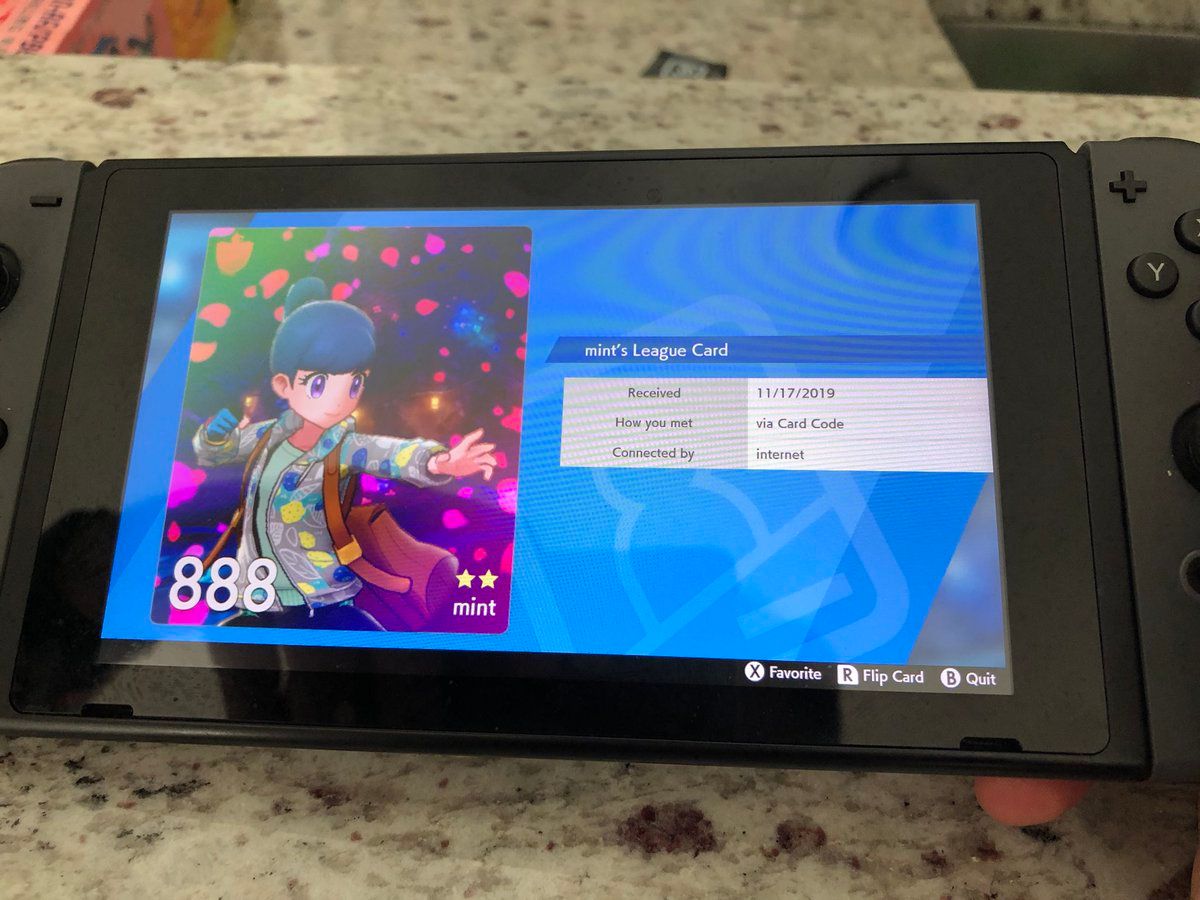 mint's League Card
Received 11/17/2019
How you met via Card Code
Connected by internet
888
mint
X Favorite R Flip Card B Quit
Y